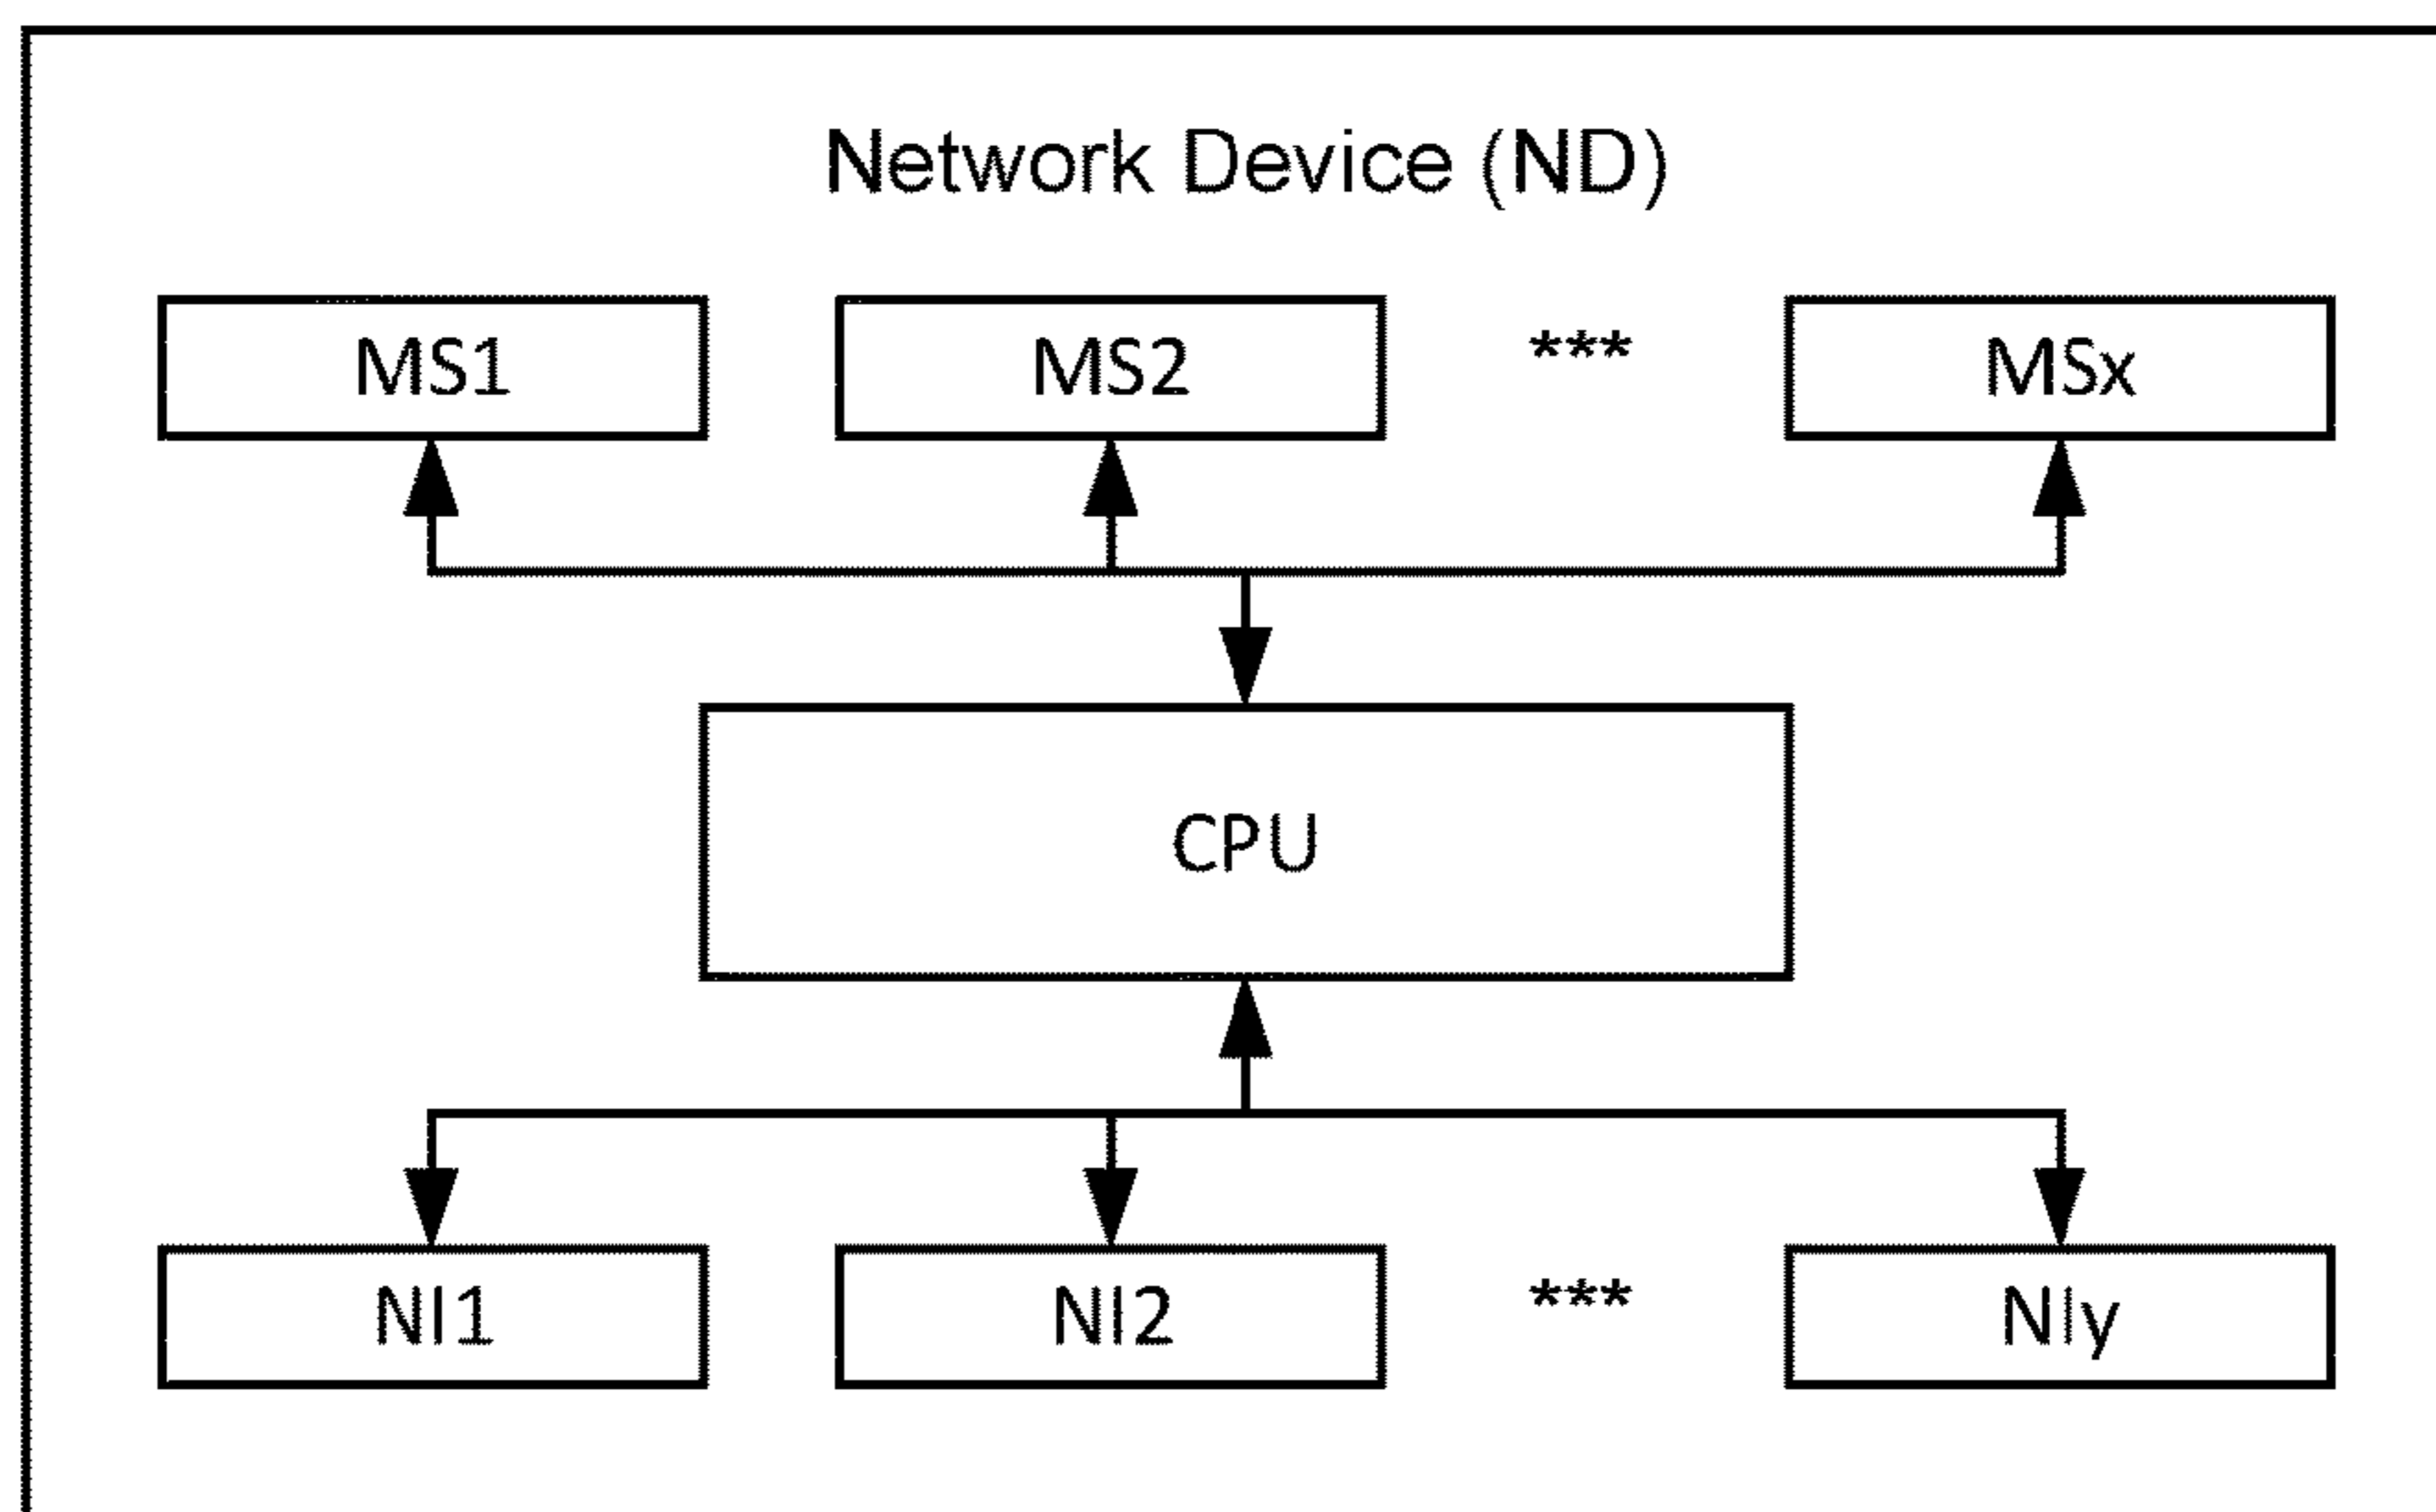 Network Device (ND)
MS1 MS2 *** MSx
CPU
NI1 NI2 *** NIy